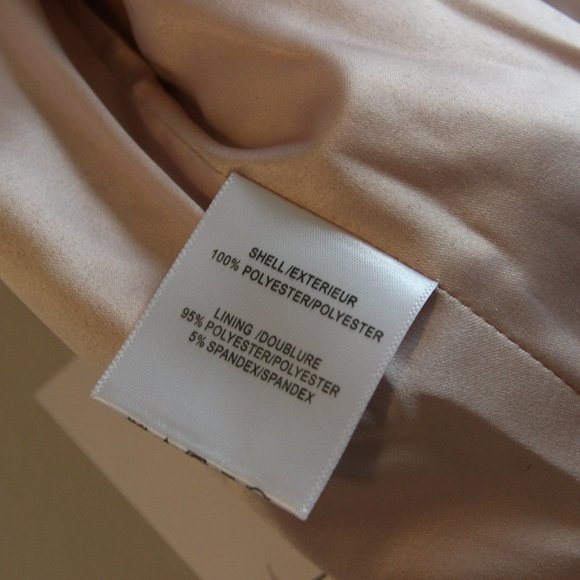 SHELL/EXTERIEUR
100% POLYESTER/POLYESTER
LINING /DOUBLURE
95% POLYESTER/POLYESTER
5% SPANDEX/SPANDEX